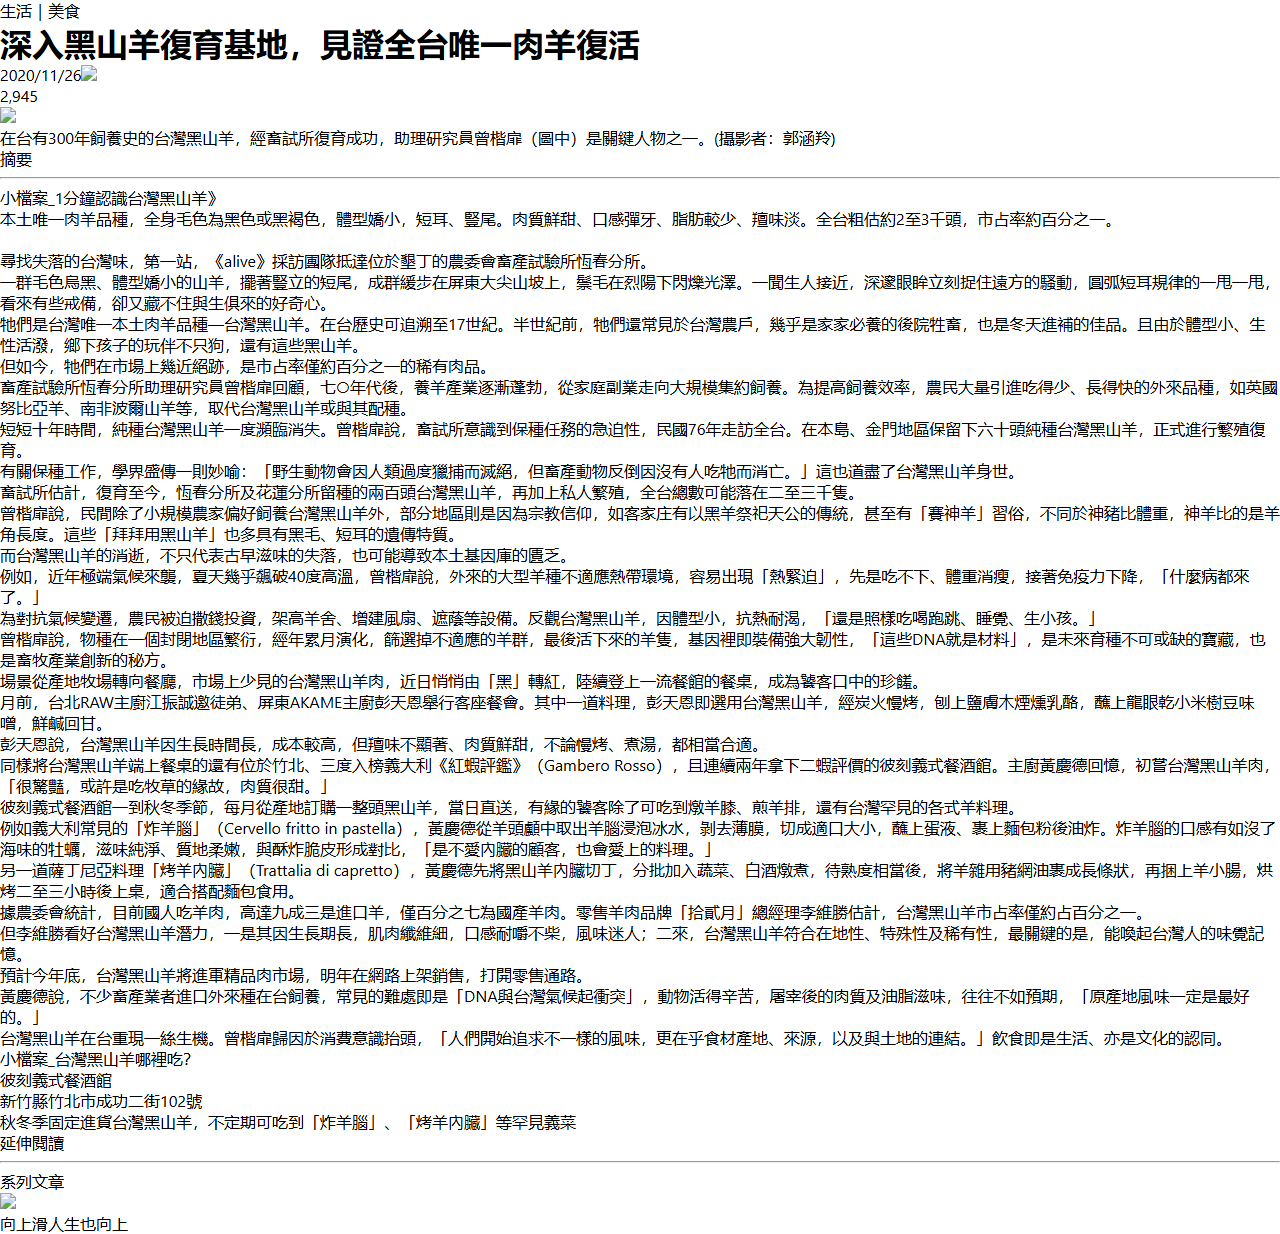 生活｜美食
深入黑山羊復育基地，見證全台唯一肉羊復活
2020/11/26
2,945
在台有300年飼養史的台灣黑山羊，經畜試所復育成功，助理研究員曾楷扉（圖中）是關鍵人物之一。(攝影者：郭涵羚)
摘要
小檔案_1分鐘認識台灣黑山羊》
本土唯一肉羊品種，全身毛色為黑色或黑褐色，體型嬌小，短耳、豎尾。肉質鮮甜、口感彈牙、脂肪較少、羶味淡。全台粗估約2至3千頭，市占率約百分之一。
尋找失落的台灣味，第一站，《alive》採訪團隊抵達位於墾丁的農委會畜產試驗所恆春分所。
一群毛色烏黑、體型嬌小的山羊，擺著豎立的短尾，成群緩步在屏東大尖山坡上，鬃毛在烈陽下閃爍光澤。一聞生人接近，深邃眼眸立刻捉住遠方的騷動，圓弧短耳規律的一甩一甩，
看來有些戒備，卻又藏不住與生俱來的好奇心。
牠們是台灣唯一本土肉羊品種—台灣黑山羊。在台歷史可追溯至17世紀。半世紀前，牠們還常見於台灣農戶，幾乎是家家必養的後院牲畜，也是冬天進補的佳品。且由於體型小、生
性活潑，鄉下孩子的玩伴不只狗，還有這些黑山羊。
但如今，牠們在市場上幾近絕跡，是市占率僅約百分之一的稀有肉品。
畜產試驗所恆春分所助理研究員曾楷扉回顧，七○年代後，養羊產業逐漸蓬勃，從家庭副業走向大規模集約飼養。為提高飼養效率，農民大量引進吃得少、長得快的外來品種，如英國
努比亞羊、南非波爾山羊等，取代台灣黑山羊或與其配種。
短短十年時間，純種台灣黑山羊一度瀕臨消失。曾楷扉說，畜試所意識到保種任務的急迫性，民國76年走訪全台。在本島、金門地區保留下六十頭純種台灣黑山羊，正式進行繁殖復
育。
有關保種工作，學界盛傳一則妙喻：「野生動物會因人類過度獵捕而滅絕，但畜產動物反倒因沒有人吃牠而消亡。」這也道盡了台灣黑山羊身世。
畜試所估計，復育至今，恆春分所及花蓮分所留種的兩百頭台灣黑山羊，再加上私人繁殖，全台總數可能落在二至三千隻。
曾楷扉說，民間除了小規模農家偏好飼養台灣黑山羊外，部分地區則是因為宗教信仰，如客家庄有以黑羊祭祀天公的傳統，甚至有「賽神羊」習俗，不同於神豬比體重，神羊比的是羊
角長度。這些「拜拜用黑山羊」也多具有黑毛、短耳的遺傳特質。
而台灣黑山羊的消逝，不只代表古早滋味的失落，也可能導致本土基因庫的匱乏。
例如，近年極端氣候來襲，夏天幾乎飆破40度高溫，曾楷扉說，外來的大型羊種不適應熱帶環境，容易出現「熱緊迫」，先是吃不下、體重消瘦，接著免疫力下降，「什麼病都來
了。」
為對抗氣候變遷，農民被迫撒錢投資，架高羊舍、增建風扇、遮蔭等設備。反觀台灣黑山羊，因體型小，抗熱耐渴，「還是照樣吃喝跑跳、睡覺、生小孩。」
曾楷扉說，物種在一個封閉地區繁衍，經年累月演化，篩選掉不適應的羊群，最後活下來的羊隻，基因裡即裝備強大韌性，「這些DNA就是材料」，是未來育種不可或缺的寶藏，也
是畜牧產業創新的秘方。
場景從產地牧場轉向餐廳，市場上少見的台灣黑山羊肉，近日悄悄由「黑」轉紅，陸續登上一流餐館的餐桌，成為饕客口中的珍饈。
月前，台北RAW主廚江振誠邀徒弟、屏東AKAME主廚彭天恩舉行客座餐會。其中一道料理，彭天恩即選用台灣黑山羊，經炭火慢烤，刨上鹽膚木煙燻乳酪，蘸上龍眼乾小米樹豆味
噌，鮮鹹回甘。
彭天恩說，台灣黑山羊因生長時間長，成本較高，但羶味不顯著、肉質鮮甜，不論慢烤、煮湯，都相當合適。
同樣將台灣黑山羊端上餐桌的還有位於竹北、三度入榜義大利《紅蝦評鑑》（Gambero Rosso），且連續兩年拿下二蝦評價的彼刻義式餐酒館。主廚黃慶德回憶，初嘗台灣黑山羊肉，
「很驚豔，或許是吃牧草的緣故，肉質很甜。」
彼刻義式餐酒館一到秋冬季節，每月從產地訂購一整頭黑山羊，當日直送，有緣的饕客除了可吃到燉羊膝、煎羊排，還有台灣罕見的各式羊料理。
例如義大利常見的「炸羊腦」（Cervello fritto in pastella），黃慶德從羊頭顱中取出羊腦浸泡冰水，剝去薄膜，切成適口大小，蘸上蛋液、裹上麵包粉後油炸。炸羊腦的口感有如沒了
海味的牡蠣，滋味純淨、質地柔嫩，與酥炸脆皮形成對比，「是不愛內臟的顧客，也會愛上的料理。」
另一道薩丁尼亞料理「烤羊內臟」（Trattalia di capretto），黃慶德先將黑山羊內臟切丁，分批加入蔬菜、白酒燉煮，待熟度相當後，將羊雜用豬網油裹成長條狀，再捆上羊小腸，烘
烤二至三小時後上桌，適合搭配麵包食用。
據農委會統計，目前國人吃羊肉，高達九成三是進口羊，僅百分之七為國產羊肉。零售羊肉品牌「拾貳月」總經理李維勝估計，台灣黑山羊市占率僅約占百分之一。
但李維勝看好台灣黑山羊潛力，一是其因生長期長，肌肉纖維細，口感耐嚼不柴，風味迷人；二來，台灣黑山羊符合在地性、特殊性及稀有性，最關鍵的是，能喚起台灣人的味覺記
憶。
預計今年底，台灣黑山羊將進軍精品肉市場，明年在網路上架銷售，打開零售通路。
黃慶德說，不少畜產業者進口外來種在台飼養，常見的難處即是「DNA與台灣氣候起衝突」，動物活得辛苦，屠宰後的肉質及油脂滋味，往往不如預期，「原產地風味一定是最好
的。」
台灣黑山羊在台重現一絲生機。曾楷扉歸因於消費意識抬頭，「人們開始追求不一樣的風味，更在乎食材產地、來源，以及與土地的連結。」飲食即是生活、亦是文化的認同。
小檔案_台灣黑山羊哪裡吃？
彼刻義式餐酒館
新竹縣竹北市成功二街102號
秋冬季固定進貨台灣黑山羊，不定期可吃到「炸羊腦」、「烤羊內臟」等罕見義菜
延伸閱讀
系列文章
向上滑人生也向上